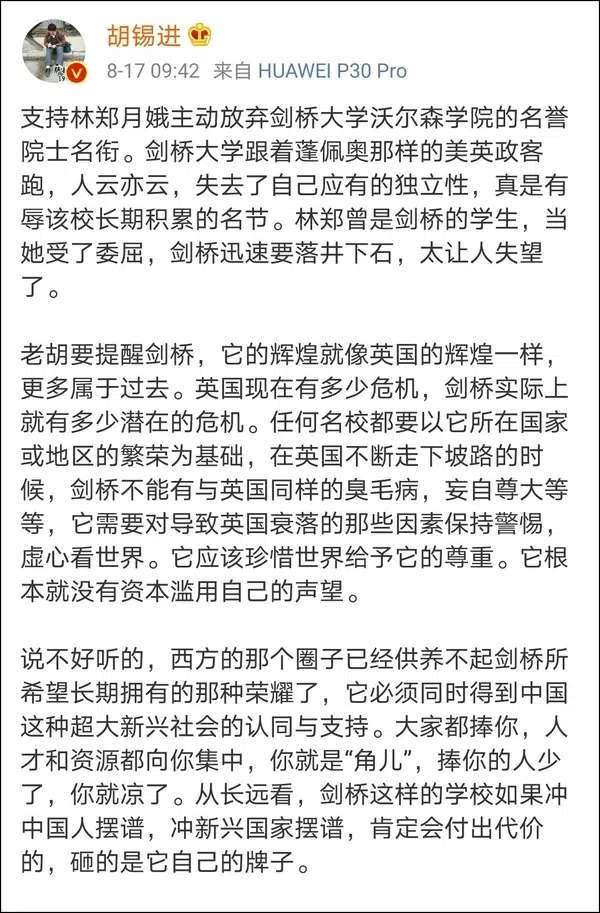 胡锡进
8-17 09:42 来自 HUAWEI P30 Pro
支持林郑月娥主动放弃剑桥大学沃尔森学院的名誉
院士名衔。剑桥大学跟着蓬佩奥那样的美英政客
跑，人云亦云，失去了自己应有的独立性，真是有
辱该校长期积累的名节。林郑曾是剑桥的学生，当
她受了委屈，剑桥迅速要落井下石，太让人失望
了。
老胡要提醒剑桥，它的辉煌就像英国的辉煌一样，
更多属于过去。英国现在有多少危机，剑桥实际上
就有多少潜在的危机。任何名校都要以它所在国家
或地区的繁荣为基础，在英国不断走下坡路的时
候，剑桥不能有与英国同样的臭毛病，妄自尊大等
等，它需要对导致英国衰落的那些因素保持警惕，
虚心看世界。它应该珍惜世界给予它的尊重。它根
本就没有资本滥用自己的声望。
说不好听的，西方的那个圈子已经供养不起剑桥所
希望长期拥有的那种荣耀了，它必须同时得到中国
这种超大新兴社会的认同与支持。大家都捧你，人
才和资源都向你集中，你就是“角儿”，捧你的人少
了，你就凉了。从长远看，剑桥这样的学校如果冲
中国人摆谱，冲新兴国家摆谱，肯定会付出代价
的，砸的是它自己的牌子。